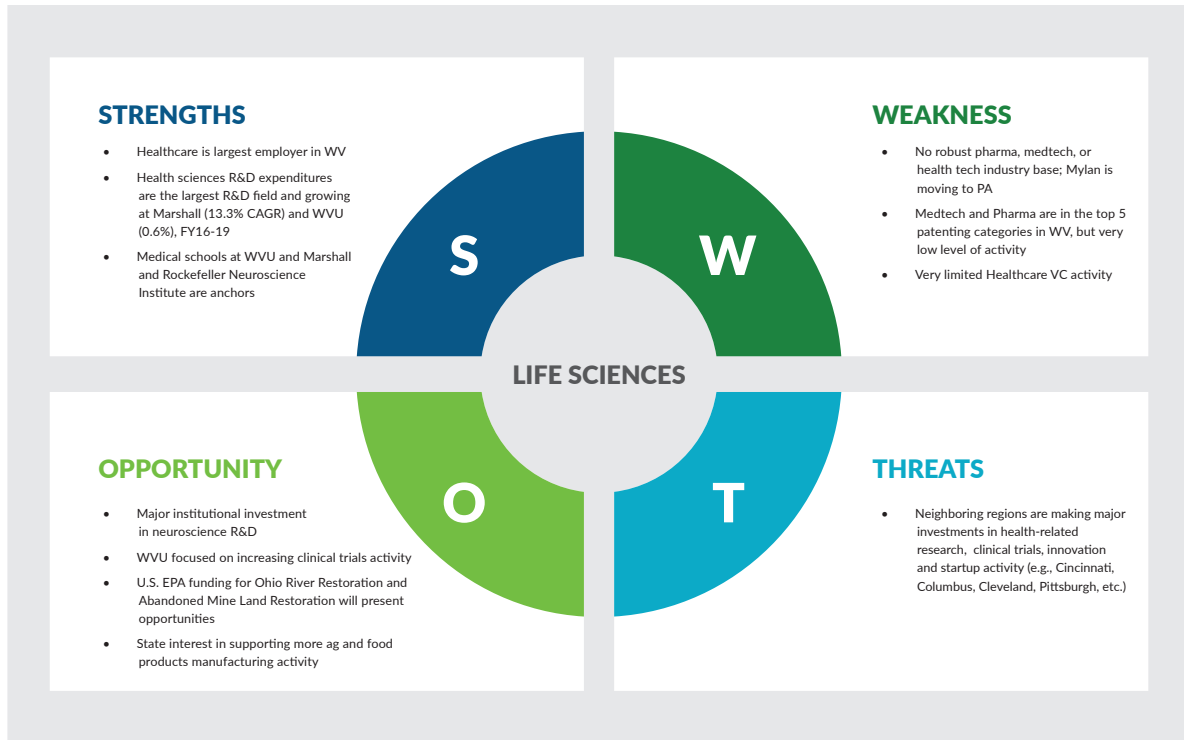 STRENGTHS
• Healthcare is largest employer in WV
• Health sciences R&D expenditures
are the largest R&D field and growing
at Marshall (13.3% CAGR) and WVU
(0.6%), FY16-19
• Medical schools at WVU and Marshall
and Rockefeller Neuroscience
Institute are anchors
S
WEAKNESS
• No robust pharma, medtech, or
health tech industry base; Mylan is
moving to PA
• Medtech and Pharma are in the top 5
patenting categories in WV, but very
low level of activity
• Very limited Healthcare VC activity
W
LIFE SCIENCES
OPPORTUNITY
• Major institutional investment
in neuroscience R&D
• WVU focused on increasing clinical trials activity
• U.S. EPA funding for Ohio River Restoration and
Abandoned Mine Land Restoration will present
opportunities
• State interest in supporting more ag and food
products manufacturing activity
O
THREATS
• Neighboring regions are making major
investments in health-related
research, clinical trials, innovation
and startup activity (e.g., Cincinnati,
Columbus, Cleveland, Pittsburgh, etc.)
T